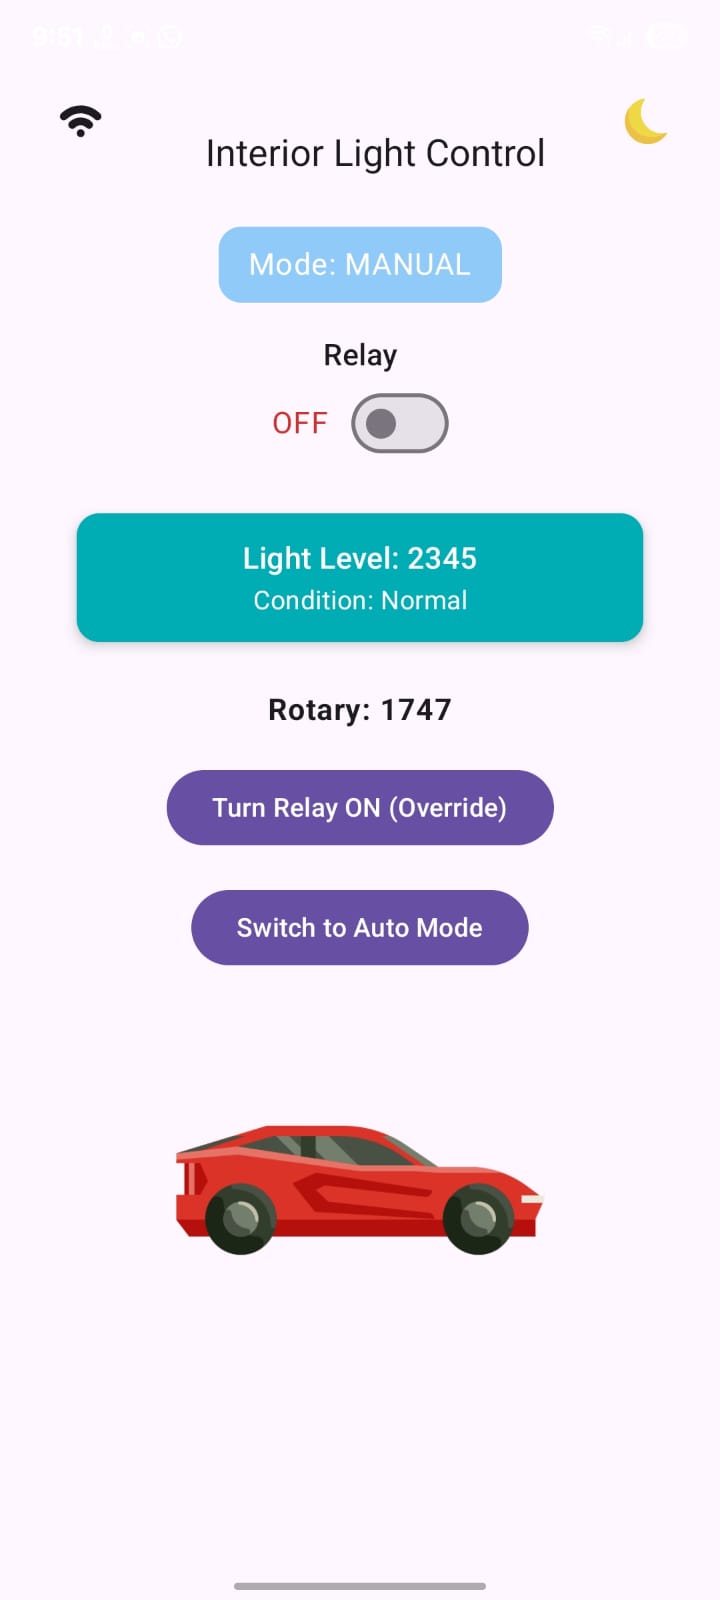 9:51
Interior Light Control
Mode: MANUAL
Relay
OFF
Light Level: 2345
Condition: Normal
Rotary: 1747
Turn Relay ON (Override)
Switch to Auto Mode